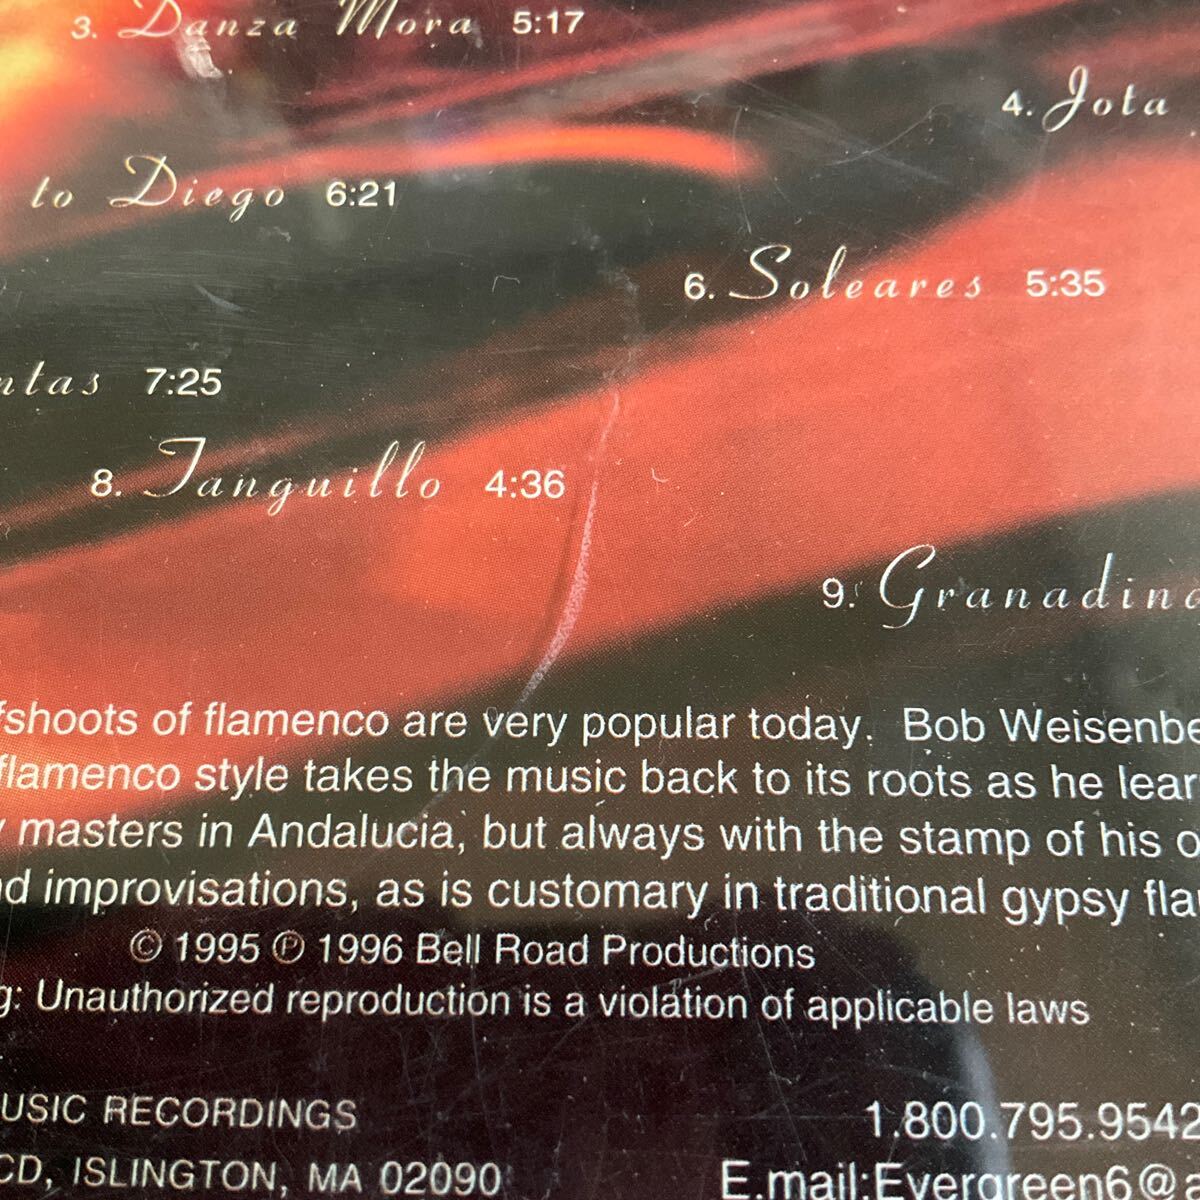 3. Danza Mora 5:17
4. Jota
to Diego 6:21
6. Soleares 5:35
ntas 7:25
8. Tanguillo 4:36
9. Granadina
fshoots of flamenco are very popular today. Bob Weisenbe
flamenco style takes the music back to its roots as he lear
y masters in Andalucia, but always with the stamp of his o
nd improvisations, as is customary in traditional gypsy fla
© 1995 ℗ 1996 Bell Road Productions
g: Unauthorized reproduction is a violation of applicable laws
USIC RECORDINGS
1.800.795.9542
CD, ISLINGTON, MA 02090
E.mail:Evergreen6@a